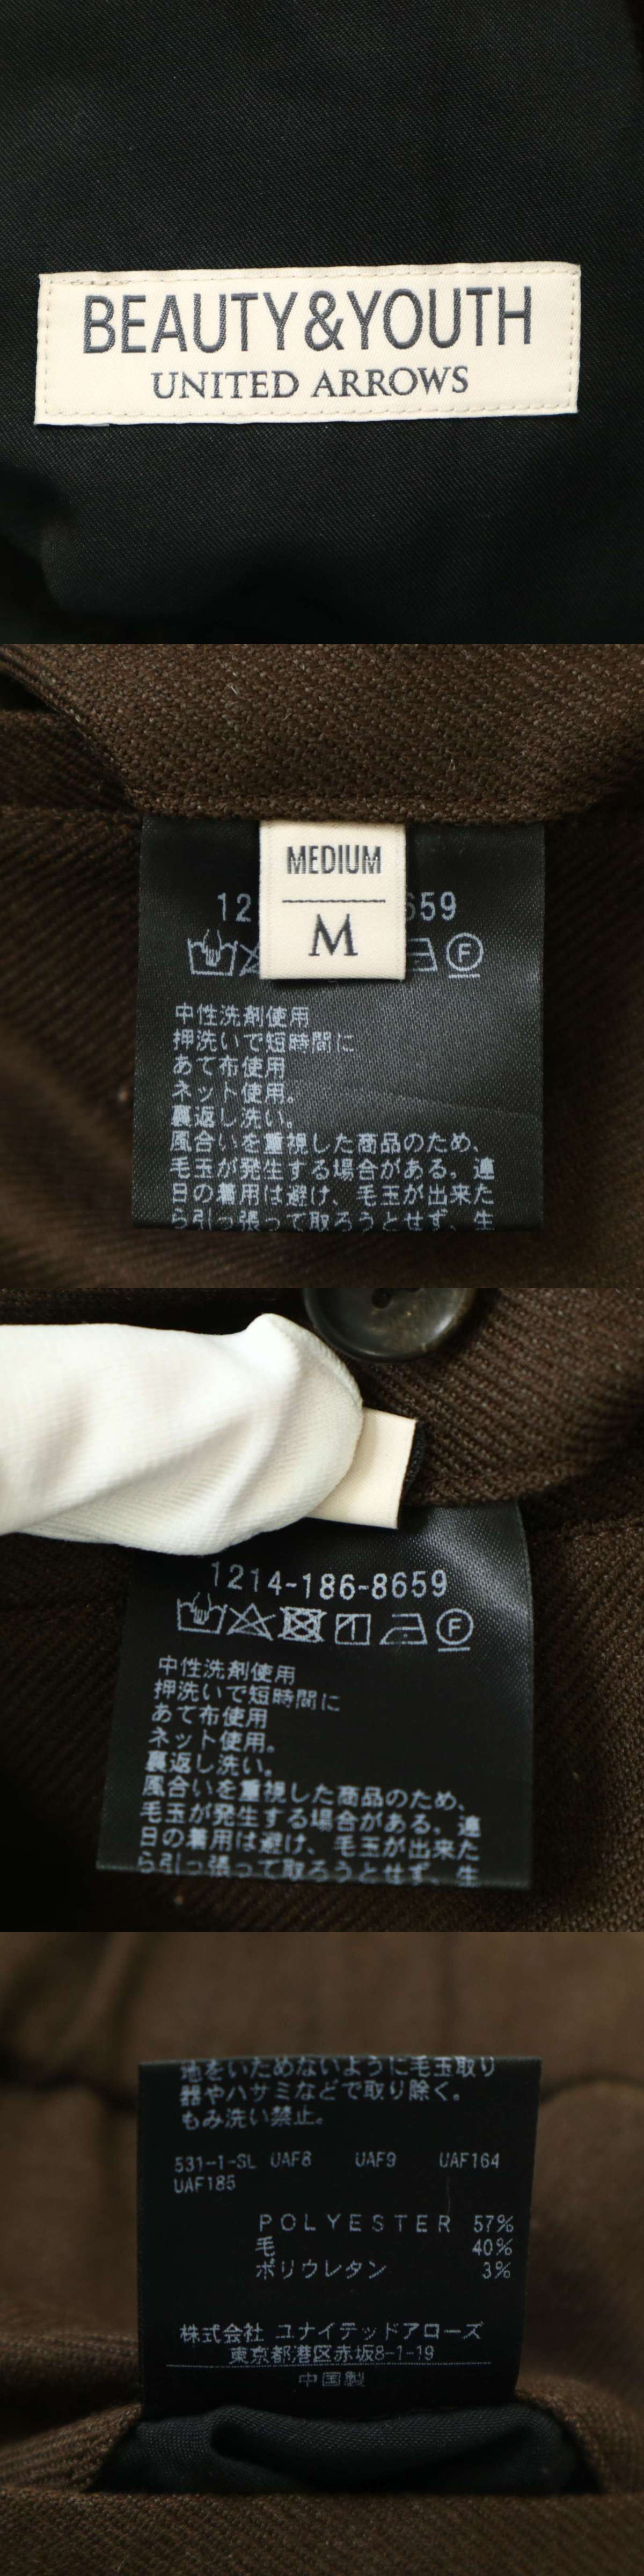 BEAUTY&YOUTH
UNITED ARROWS
MEDIUM
M
12
659
F
中性洗剤使用
押洗いで短時間に
あて布使用
ネット使用。
裏返し洗い。
風合いを重視した商品のため、
毛玉が発生する場合がある。連
日の着用は避け、毛玉が出来た
ら引っ張って取ろうとせず、生
1214-186-8659
F
中性洗剤使用
押洗いで短時間に
あて布使用
ネット使用。
裏返し洗い。
風合いを重視した商品のため、
毛玉が発生する場合がある。連
日の着用は避け、毛玉が出来た
ら引っ張って取ろうとせず、生
地をいためないように毛玉取り
器やハサミなどで取り除く。
もみ洗い禁止。
531-1-SL UAF8 UAF9 UAF164
UAF185
POLYESTER 57%
毛 40%
ポリウレタン 3%
株式会社 ユナイテッドアローズ
東京都港区赤坂8-1-19
中国製